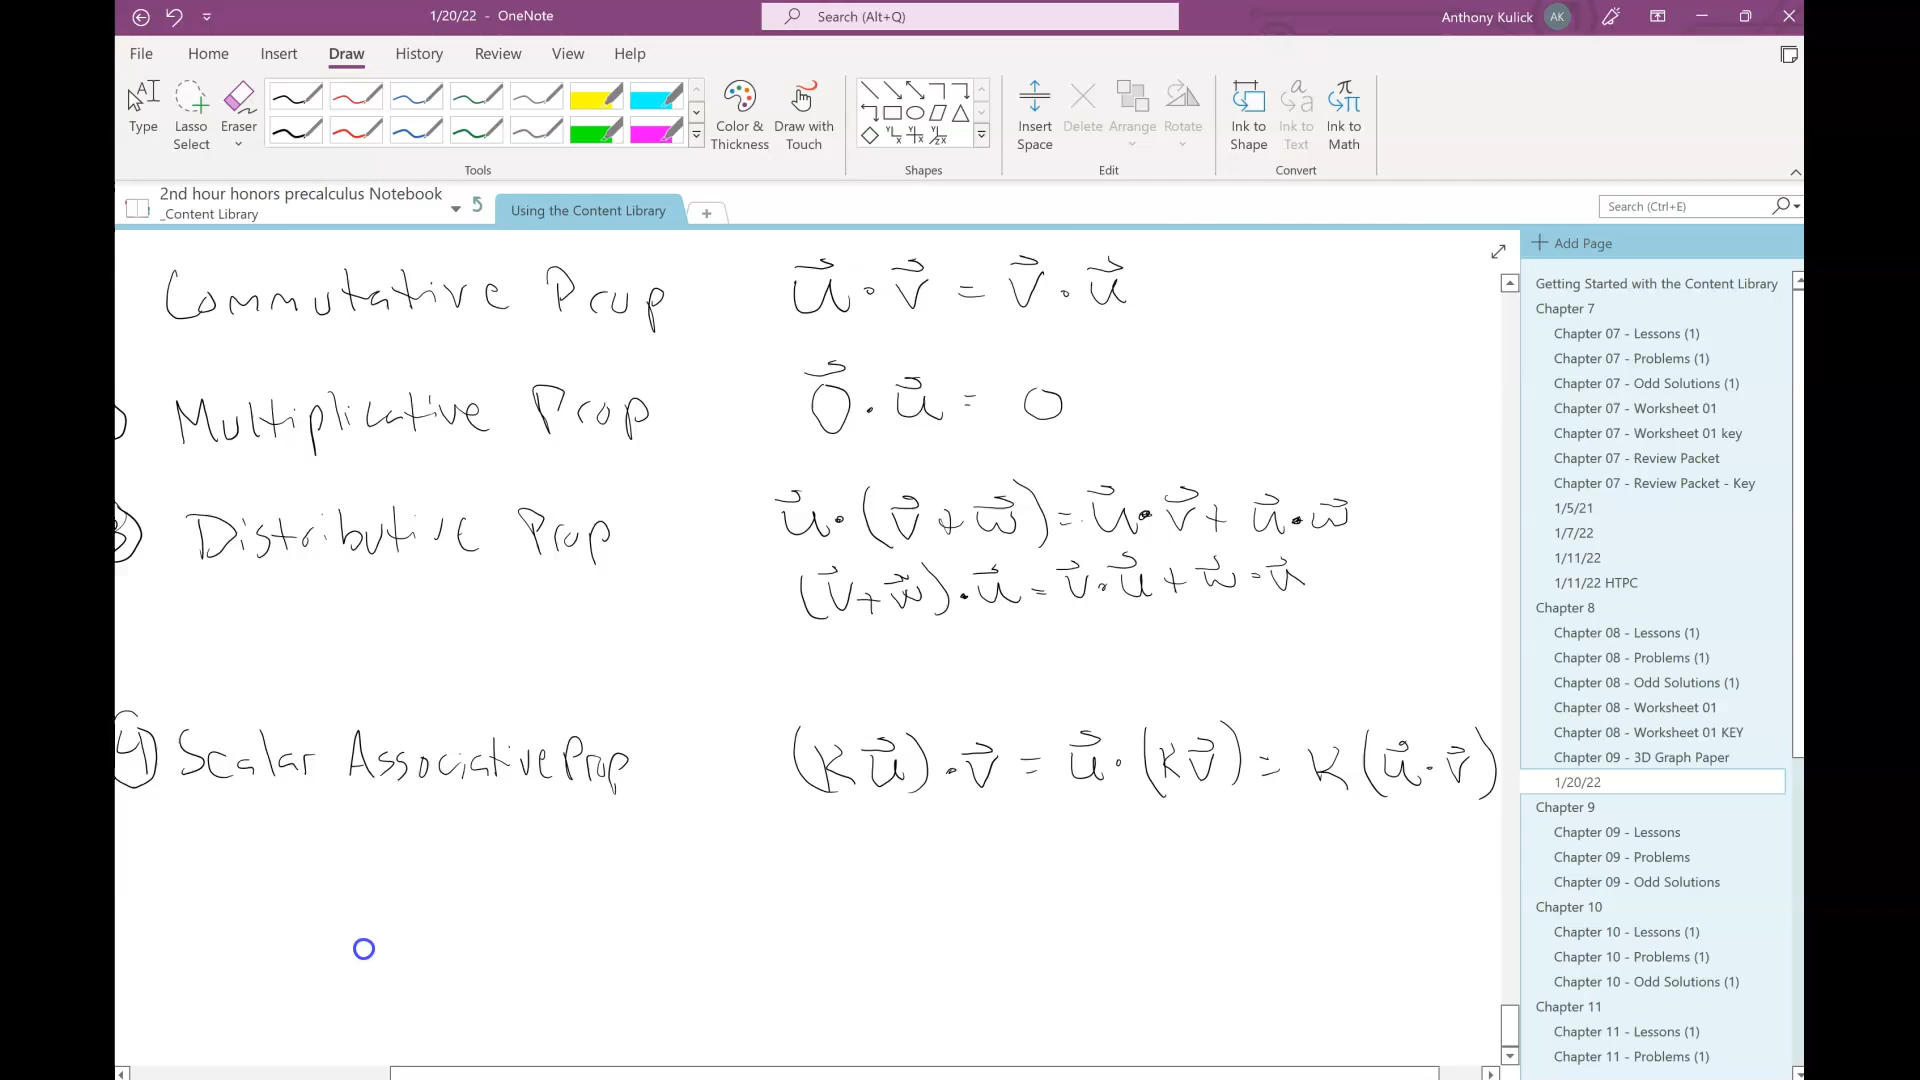 1/20/22 - OneNote
Search (Alt+Q)
Anthony Kulick AK
File Home Insert Draw History Review View Help
Type
Lasso Select
Eraser
Color & Thickness
Draw with Touch
Insert Space
Delete
Arrange
Rotate
Ink to Shape
Ink to Text
Ink to Math
Tools Shapes Edit Convert
2nd hour honors precalculus Notebook
_Content Library
Using the Content Library
Search (Ctrl+E)
Add Page
Commutative Prop u⃗ · v⃗ = v⃗ · u⃗
) Multiplicative Prop 0⃗ · u⃗ = 0
③ Distributive Prop u⃗ · (v⃗ + w⃗) = u⃗ · v⃗ + u⃗ · w⃗
(v⃗ + w⃗) · u⃗ = v⃗ · u⃗ + w⃗ · u⃗
④ Scalar Associative Prop (K u⃗) · v⃗ = u⃗ · (K v⃗) = K (u⃗ · v⃗)
Getting Started with the Content Library
Chapter 7
Chapter 07 - Lessons (1)
Chapter 07 - Problems (1)
Chapter 07 - Odd Solutions (1)
Chapter 07 - Worksheet 01
Chapter 07 - Worksheet 01 key
Chapter 07 - Review Packet
Chapter 07 - Review Packet - Key
1/5/21
1/7/22
1/11/22
1/11/22 HTPC
Chapter 8
Chapter 08 - Lessons (1)
Chapter 08 - Problems (1)
Chapter 08 - Odd Solutions (1)
Chapter 08 - Worksheet 01
Chapter 08 - Worksheet 01 KEY
Chapter 09 - 3D Graph Paper
1/20/22
Chapter 9
Chapter 09 - Lessons
Chapter 09 - Problems
Chapter 09 - Odd Solutions
Chapter 10
Chapter 10 - Lessons (1)
Chapter 10 - Problems (1)
Chapter 10 - Odd Solutions (1)
Chapter 11
Chapter 11 - Lessons (1)
Chapter 11 - Problems (1)